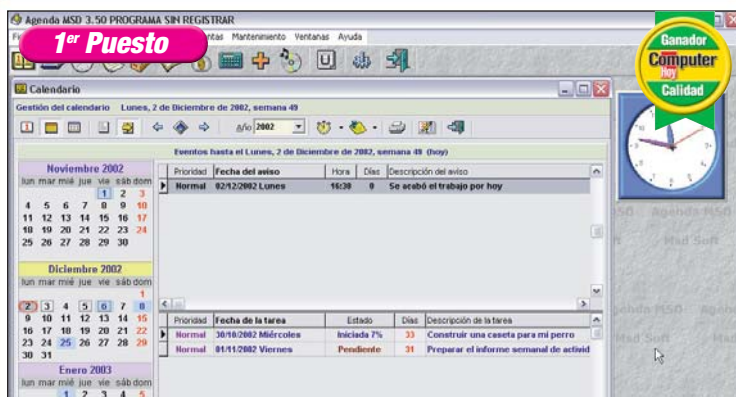 Agenda MSD 3.50 PROGRAMA SIN REGISTRAR
Mantenimiento Ventanas Ayuda
1er Puesto
Ganador
Computer
Hoy
Calidad
Calendario
Gestión del calendario Lunes, 2 de Diciembre de 2002, semana 49
año 2002
Eventos hasta el Lunes, 2 de Diciembre de 2002, semana 49 (hoy)
Noviembre 2002
lun mar mié jue vie sáb dom
1 2 3
4 5 6 7 8 9 10
11 12 13 14 15 16 17
18 19 20 21 22 23 24
25 26 27 28 29 30
Prioridad Fecha del aviso Hora Días Descripción del aviso
Normal 02/12/2002 Lunes 16:30 0 Se acabó el trabajo por hoy
Diciembre 2002
lun mar mié jue vie sáb dom
1
2 3 4 5 6 7 8
9 10 11 12 13 14 15
16 17 18 19 20 21 22
23 24 25 26 27 28 29
30 31
Prioridad Fecha de la tarea Estado Días Descripción de la tarea
Normal 30/10/2002 Miércoles Iniciada 7% 33 Construir una caseta para mi perro
Normal 01/11/2002 Viernes Pendiente 31 Preparar el informe semanal de activid
Enero 2003
lun mar mié jue vie sáb dom
1 2 3 4 5
Agenda MSD
Mad Soft
Mad Soft